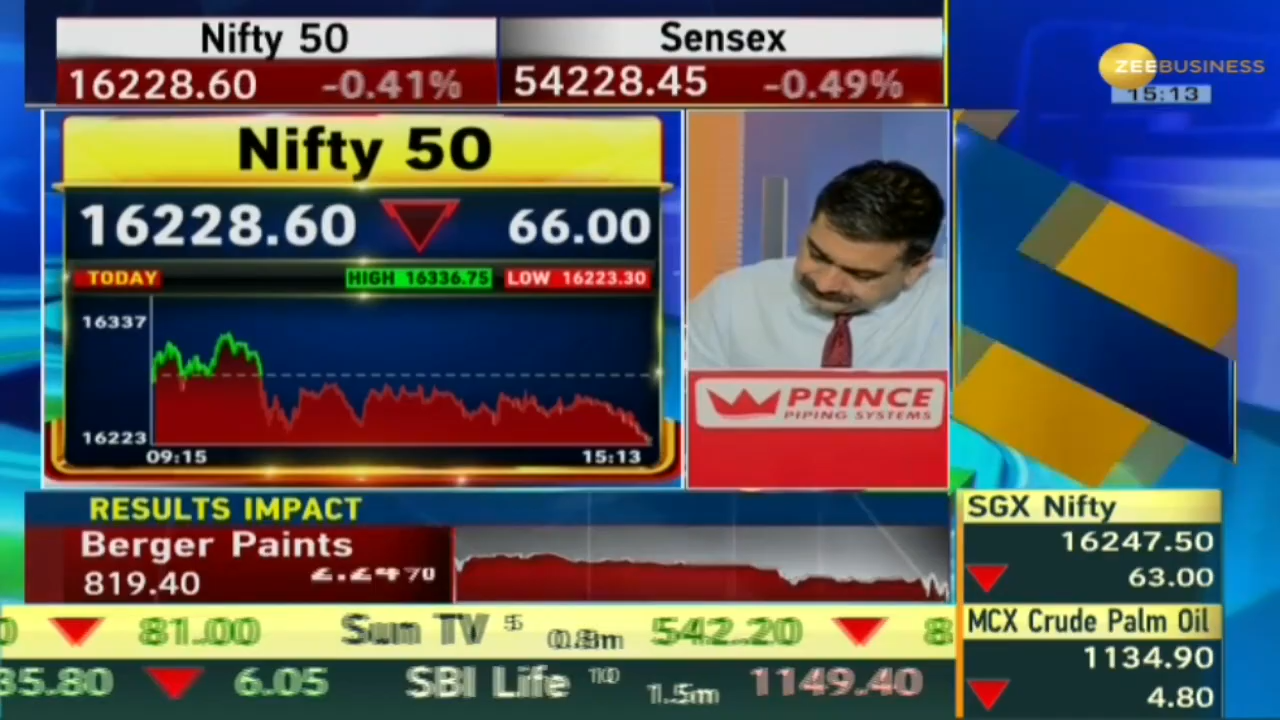 Nifty 50 Sensex
16228.60 -0.41% 54228.45 -0.49%
ZEEBUSINESS
15:13
Nifty 50
16228.60 66.00
TODAY HIGH 16336.75 LOW 16223.30
16337
16223
09:15 15:13
PRINCE
PIPING SYSTEMS
RESULTS IMPACT
Berger Paints
819.40
SGX Nifty
16247.50
63.00
MCX Crude Palm Oil
1134.90
4.80
81.00 Sun TV 542.20 8
35.80 6.05 SBI Life 10 1.5m 1149.40